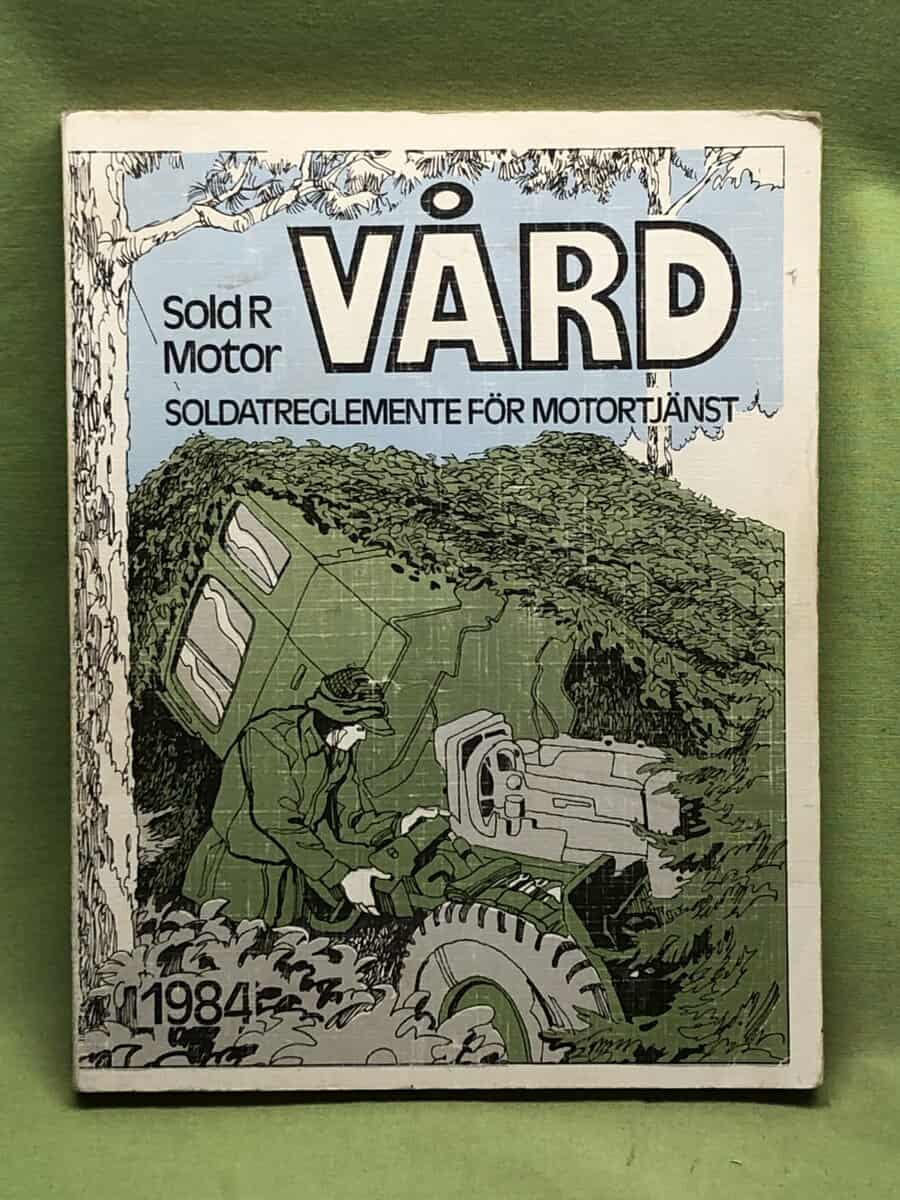 VÅRD
Sold R
Motor
SOLDATREGLEMENTE FÖR MOTORTJÄNST
1984